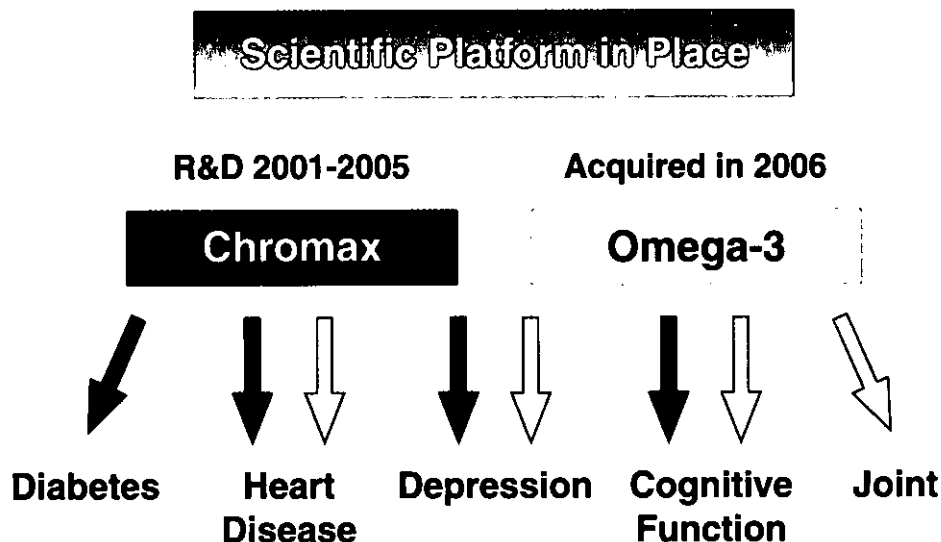 Scientific Platform in Place
R&D 2001-2005
Acquired in 2006
Chromax
Omega-3
Diabetes
Heart
Disease
Depression
Cognitive
Function
Joint